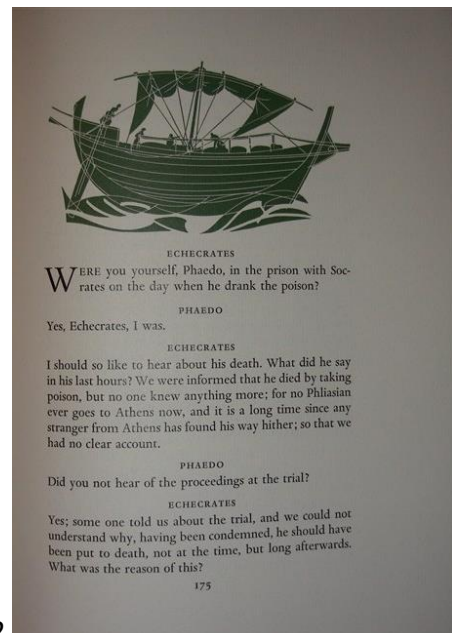 ECHECRATES
WERE you yourself, Phaedo, in the prison with Soc-
rates on the day when he drank the poison?
PHAEDO
Yes, Echecrates, I was.
ECHECRATES
I should so like to hear about his death. What did he say
in his last hours? We were informed that he died by taking
poison, but no one knew anything more; for no Phliasian
ever goes to Athens now, and it is a long time since any
stranger from Athens has found his way hither; so that we
had no clear account.
PHAEDO
Did you not hear of the proceedings at the trial?
ECHECRATES
Yes; some one told us about the trial, and we could not
understand why, having been condemned, he should have
been put to death, not at the time, but long afterwards.
What was the reason of this?
175